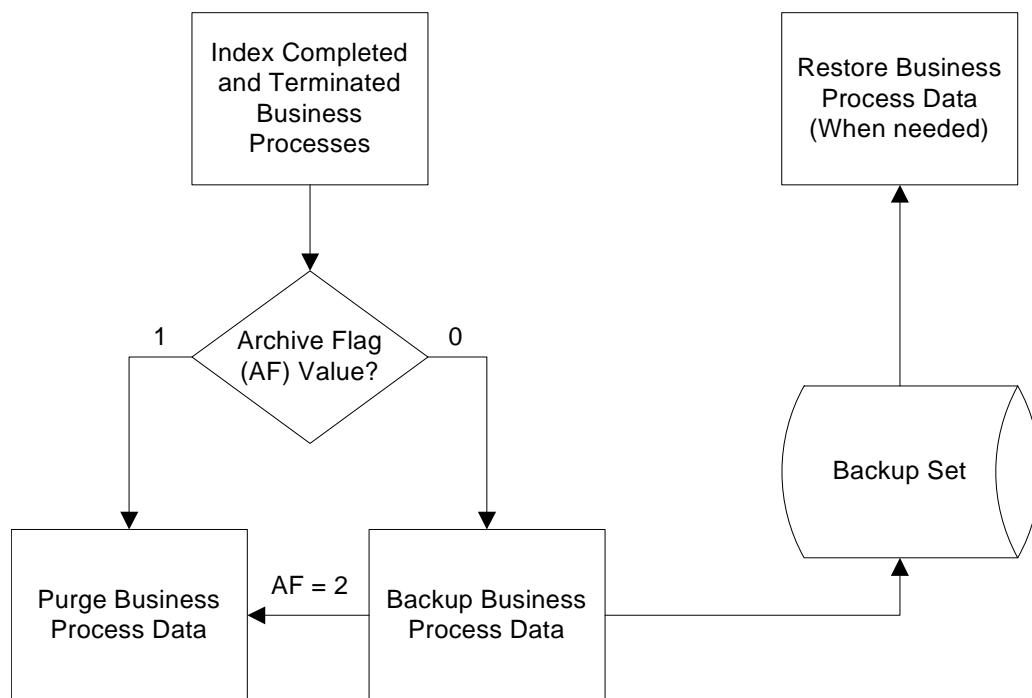 Index Completed
and Terminated
Business
Processes
Restore Business
Process Data
(When needed)
1
Archive Flag
(AF) Value?
0
Backup Set
Purge Business
Process Data
AF = 2
Backup Business
Process Data